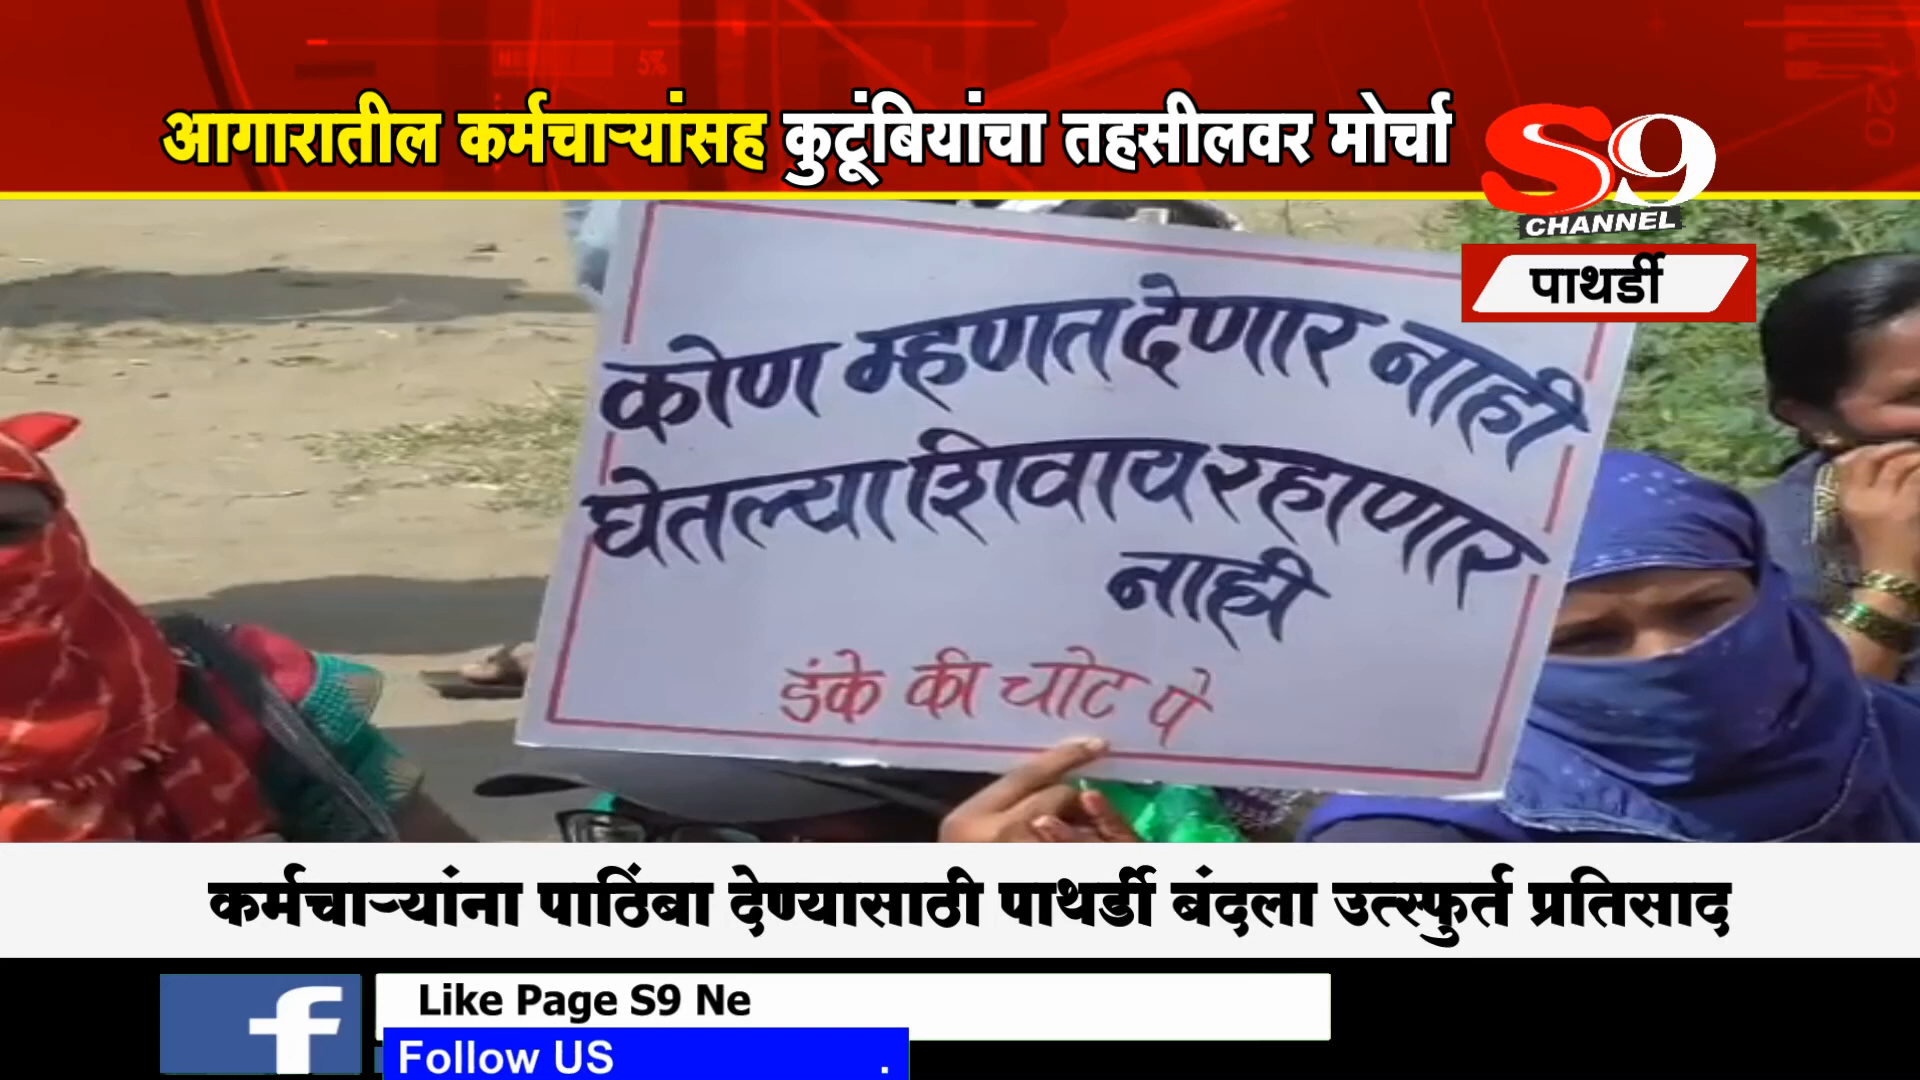 आगारातील कर्मचाऱ्यांसह कुटूंबियांचा तहसीलवर मोर्चा
S9
CHANNEL
पाथर्डी
कोण म्हणत देणार नाही
घेतल्या शिवाय रहाणार
नाही
डंके की चोट पे
कर्मचाऱ्यांना पाठिंबा देण्यासाठी पाथर्डी बंदला उत्स्फुर्त प्रतिसाद
f
Like Page S9 Ne
Follow US .